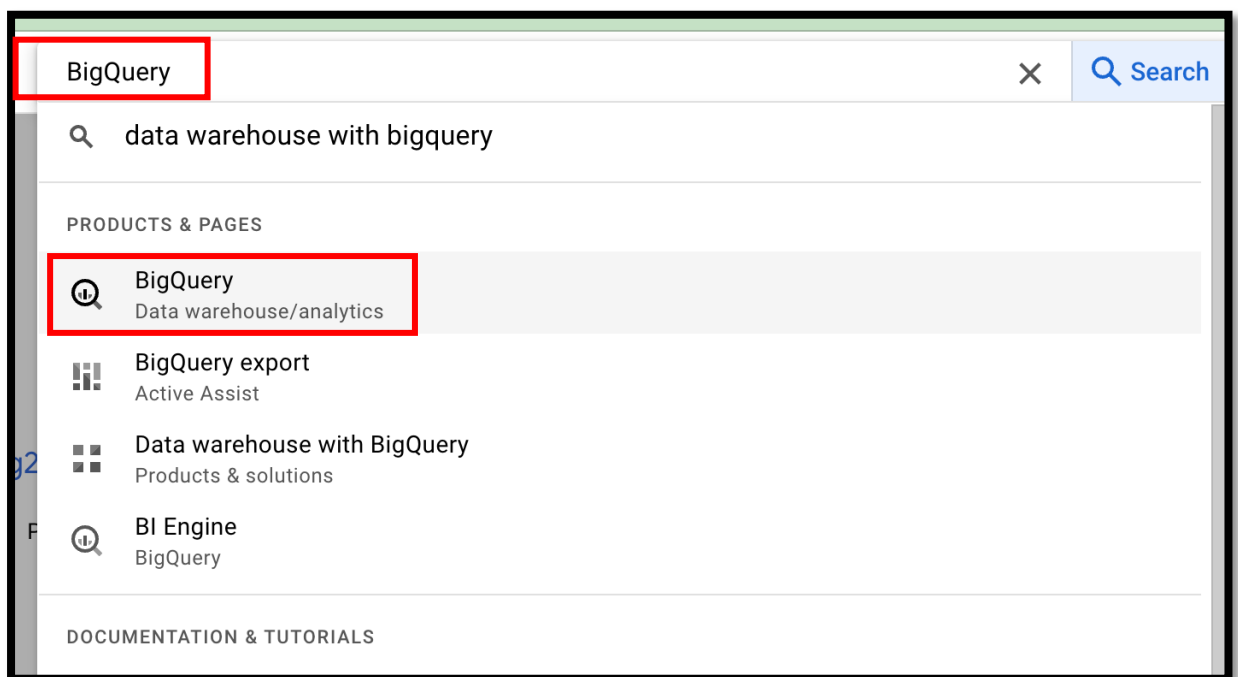 BigQuery
Search
data warehouse with bigquery
PRODUCTS & PAGES
BigQuery
Data warehouse/analytics
BigQuery export
Active Assist
Data warehouse with BigQuery
Products & solutions
BI Engine
BigQuery
DOCUMENTATION & TUTORIALS